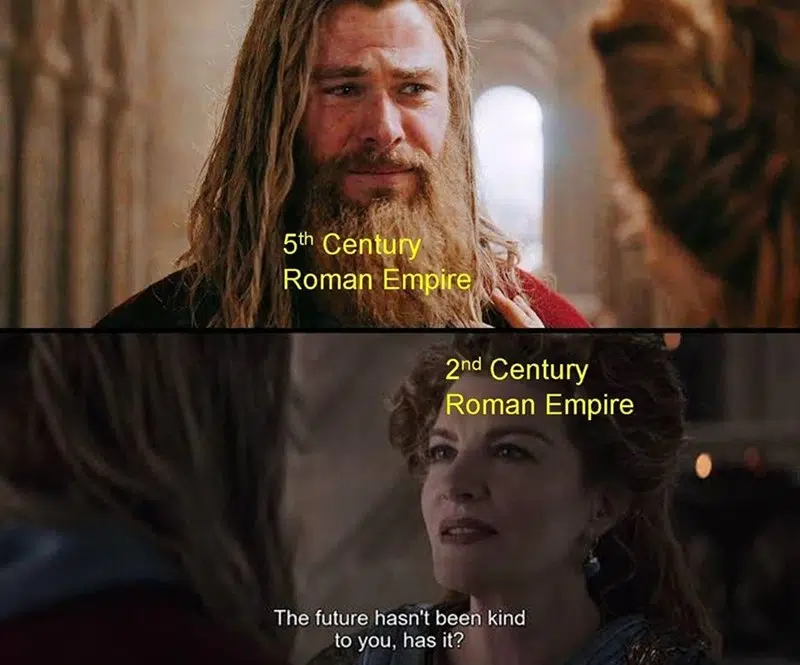 5th Century
Roman Empire
2nd Century
Roman Empire
The future hasn't been kind
to you, has it?